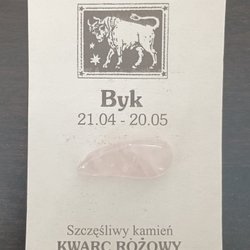 Byk
21.04 - 20.05
Szczęśliwy kamień
KWARC RÓŻOWY